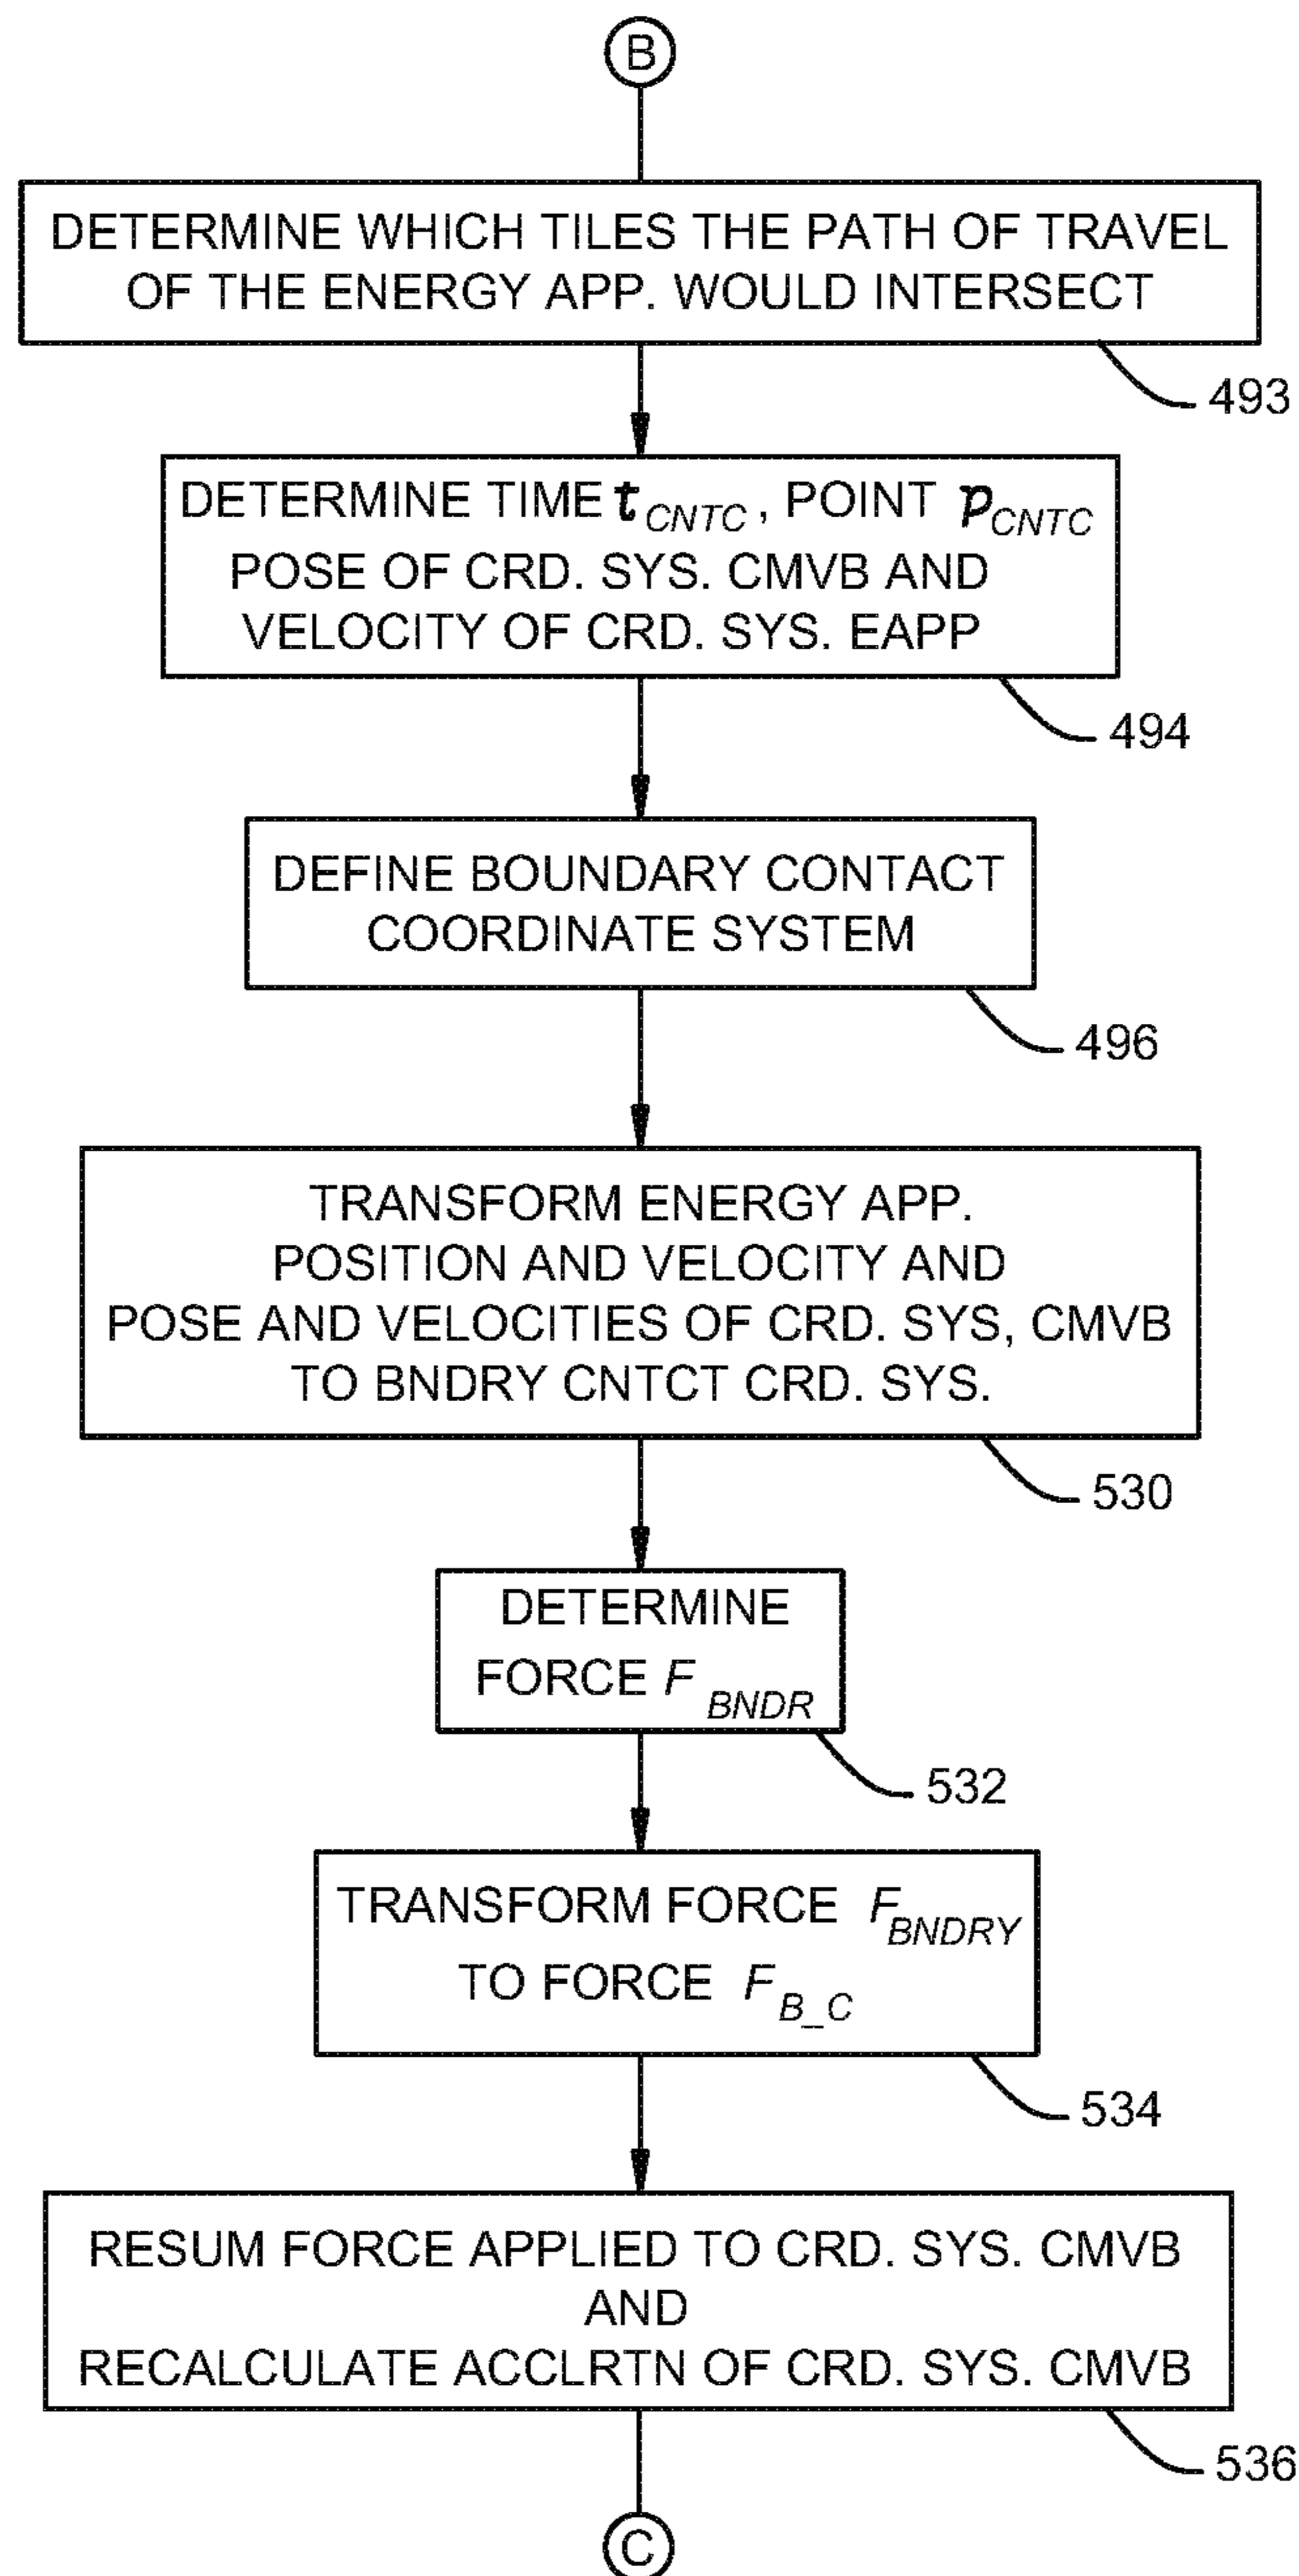 B
DETERMINE WHICH TILES THE PATH OF TRAVEL
OF THE ENERGY APP. WOULD INTERSECT
493
DETERMINE TIME t CNTC, POINT p CNTC
POSE OF CRD. SYS. CMVB AND
VELOCITY OF CRD. SYS. EAPP
494
DEFINE BOUNDARY CONTACT
COORDINATE SYSTEM
496
TRANSFORM ENERGY APP.
POSITION AND VELOCITY AND
POSE AND VELOCITIES OF CRD. SYS, CMVB
TO BNDRY CNTCT CRD. SYS.
530
DETERMINE
FORCE F BNDR
532
TRANSFORM FORCE F BNDRY
TO FORCE F B_C
534
RESUM FORCE APPLIED TO CRD. SYS. CMVB
AND
RECALCULATE ACCLRTN OF CRD. SYS. CMVB
536
C